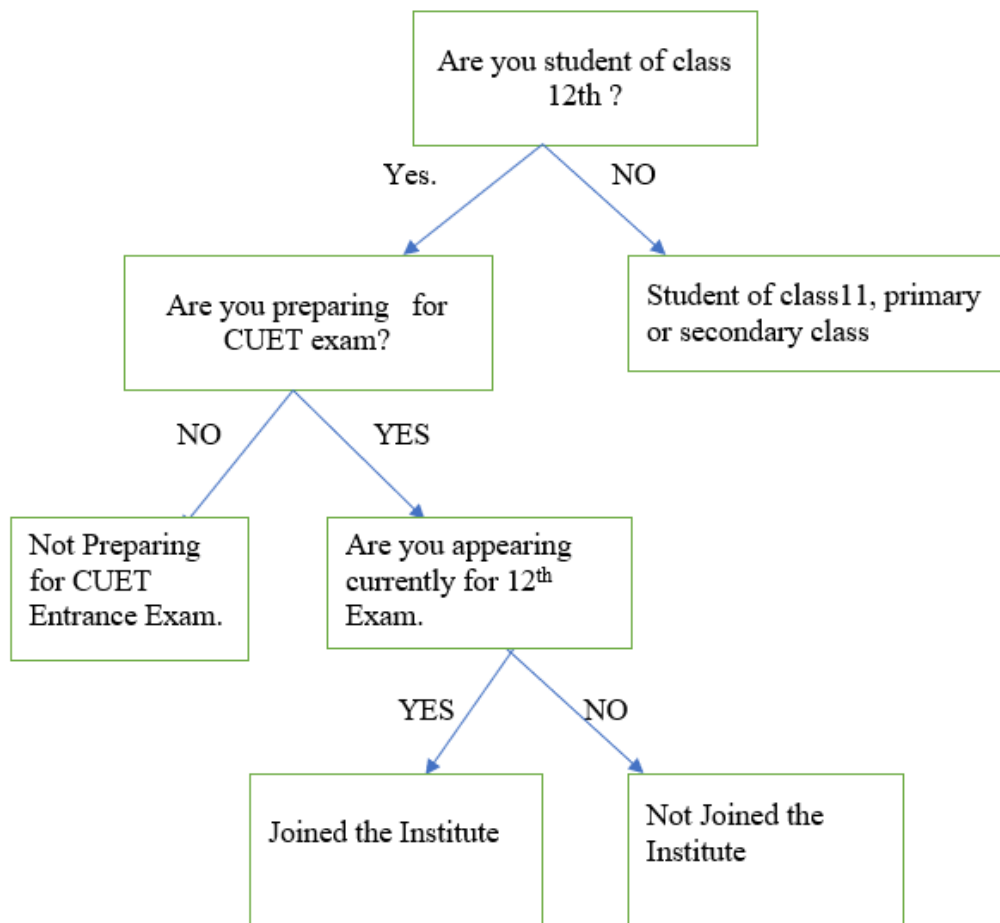 Are you student of class
12th ?
Yes.
NO
Are you preparing for
CUET exam?
Student of class11, primary
or secondary class
NO
YES
Not Preparing
for CUET
Entrance Exam.
Are you appearing
currently for 12th
Exam.
YES
NO
Joined the Institute
Not Joined the
Institute